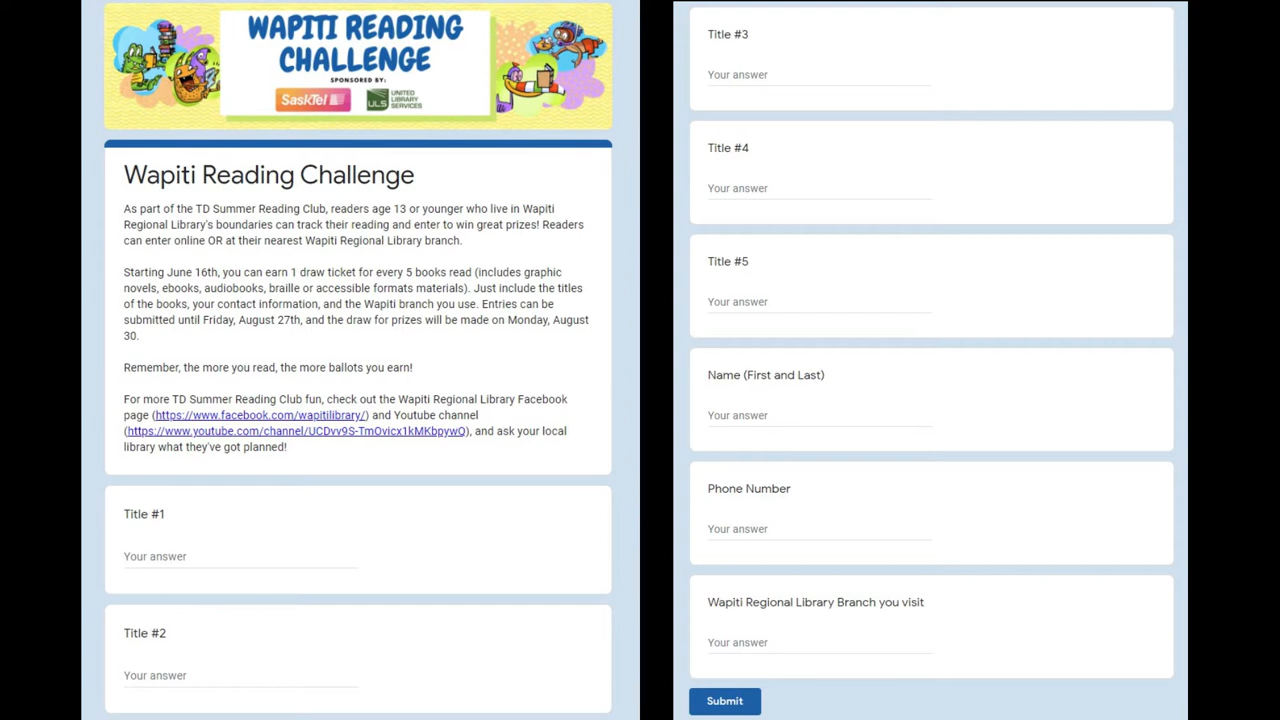 WAPITI READING
CHALLENGE
SPONSORED BY:
SaskTel
ULS
UNITED
LIBRARY
SERVICES
Wapiti Reading Challenge
As part of the TD Summer Reading Club, readers age 13 or younger who live in Wapiti
Regional Library's boundaries can track their reading and enter to win great prizes! Readers
can enter online OR at their nearest Wapiti Regional Library branch.
Starting June 16th, you can earn 1 draw ticket for every 5 books read (includes graphic
novels, ebooks, audiobooks, braille or accessible formats materials). Just include the titles
of the books, your contact information, and the Wapiti branch you use. Entries can be
submitted until Friday, August 27th, and the draw for prizes will be made on Monday, August
30.
Remember, the more you read, the more ballots you earn!
For more TD Summer Reading Club fun, check out the Wapiti Regional Library Facebook
page (https://www.facebook.com/wapitilibrary/) and Youtube channel
(https://www.youtube.com/channel/UCDvv9S-TmOvicx1kMKbpywQ), and ask your local
library what they've got planned!
Title #1
Your answer
Title #2
Your answer
Title #3
Your answer
Title #4
Your answer
Title #5
Your answer
Name (First and Last)
Your answer
Phone Number
Your answer
Wapiti Regional Library Branch you visit
Your answer
Submit